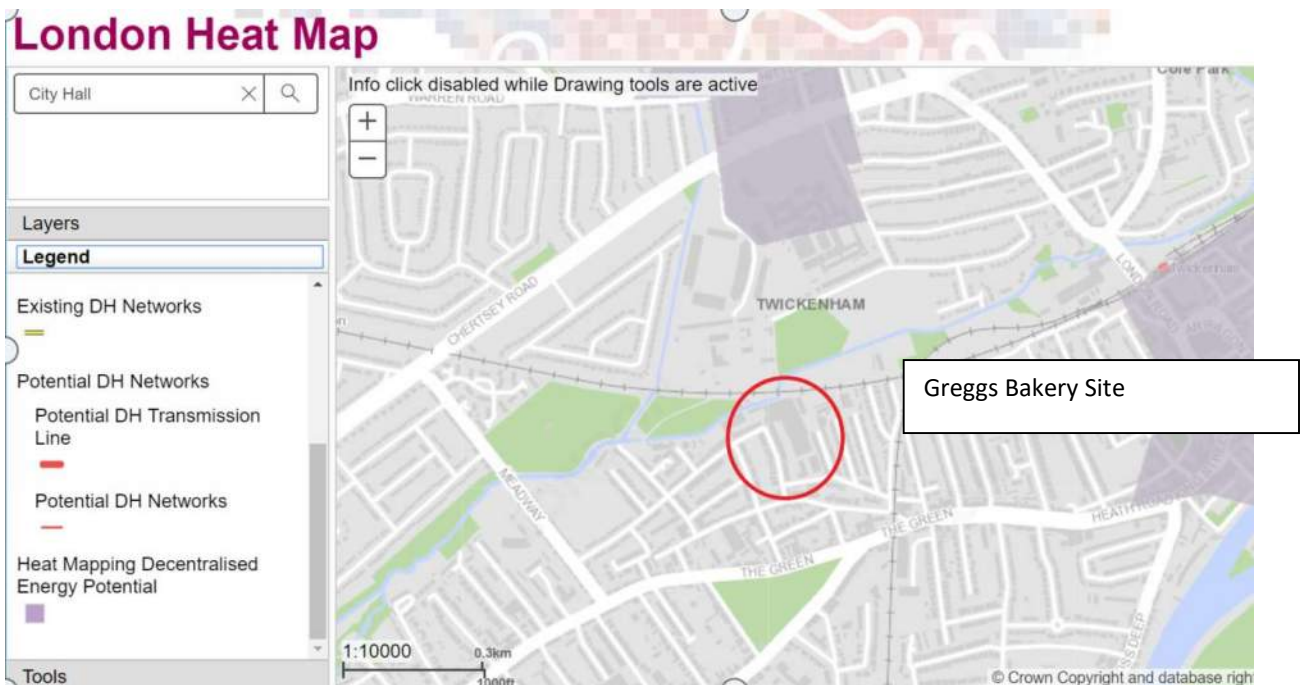 London Heat Map
City Hall
Info click disabled while Drawing tools are active
WARREN ROAD
+
−
Layers
Legend
Existing DH Networks
Potential DH Networks
Potential DH Transmission
Line
Potential DH Networks
Heat Mapping Decentralised
Energy Potential
Tools
CHERTSEY ROAD
TWICKENHAM
Twickenham
Greggs Bakery Site
MEADWAY
THE GREEN
THE GREEN
HEATH ROAD
1:10000
0.3km
1000ft
© Crown Copyright and database righ